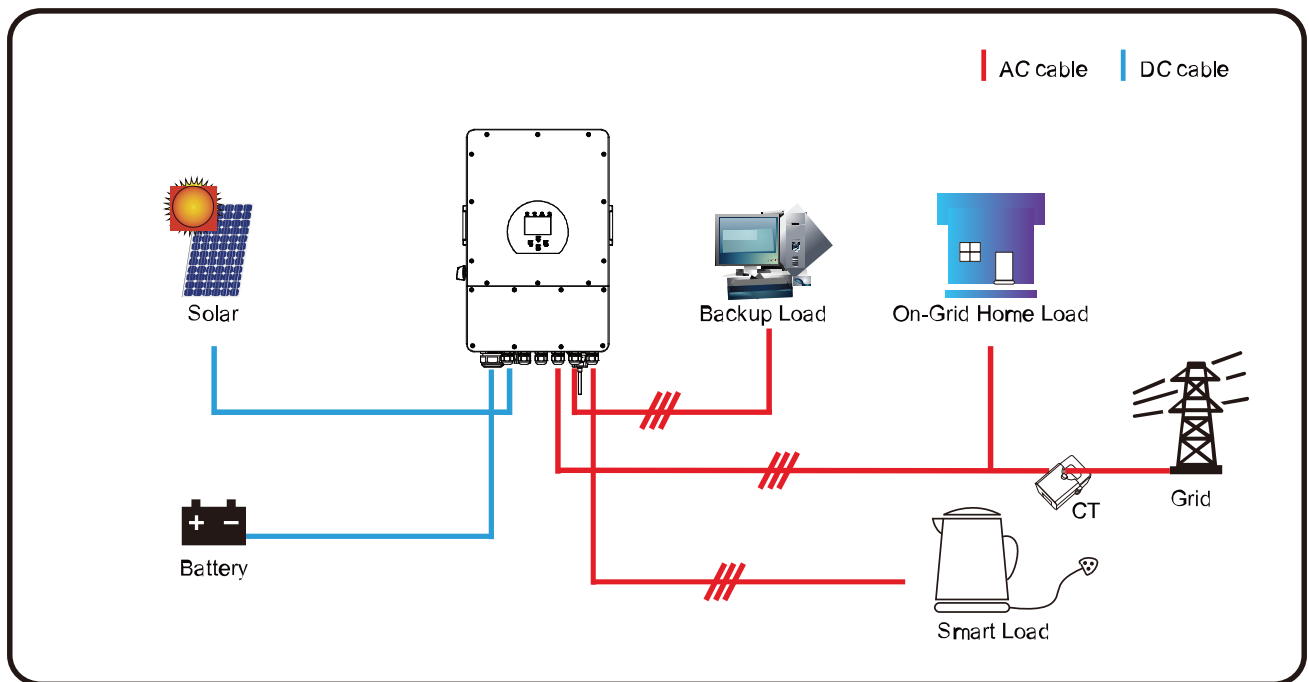 AC cable
DC cable
Solar
Backup Load
On-Grid Home Load
CT
Grid
Battery
Smart Load